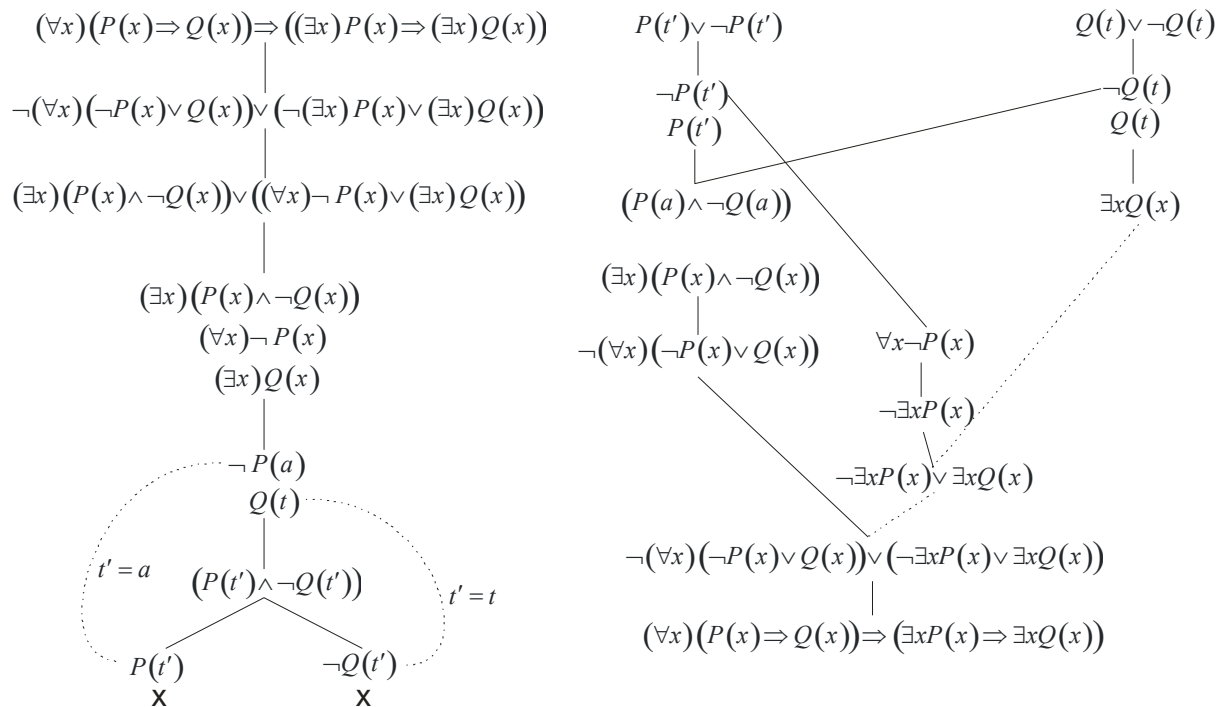 (∀x)(P(x)⇒Q(x))⇒((∃x)P(x)⇒(∃x)Q(x))
¬(∀x)(¬P(x)∨Q(x))∨(¬(∃x)P(x)∨(∃x)Q(x))
(∃x)(P(x)∧¬Q(x))∨((∀x)¬P(x)∨(∃x)Q(x))
(∃x)(P(x)∧¬Q(x))
(∀x)¬P(x)
(∃x)Q(x)
¬P(a)
Q(t)
t′=a
(P(t′)∧¬Q(t′))
t′=t
P(t′)
¬Q(t′)
X
X
P(t′)∨¬P(t′)
Q(t)∨¬Q(t)
¬P(t′)
¬Q(t)
P(t′)
Q(t)
(P(a)∧¬Q(a))
∃xQ(x)
(∃x)(P(x)∧¬Q(x))
¬(∀x)(¬P(x)∨Q(x))
∀x¬P(x)
¬∃xP(x)
¬∃xP(x)∨∃xQ(x)
¬(∀x)(¬P(x)∨Q(x))∨(¬∃xP(x)∨∃xQ(x))
(∀x)(P(x)⇒Q(x))⇒(∃xP(x)⇒∃xQ(x))